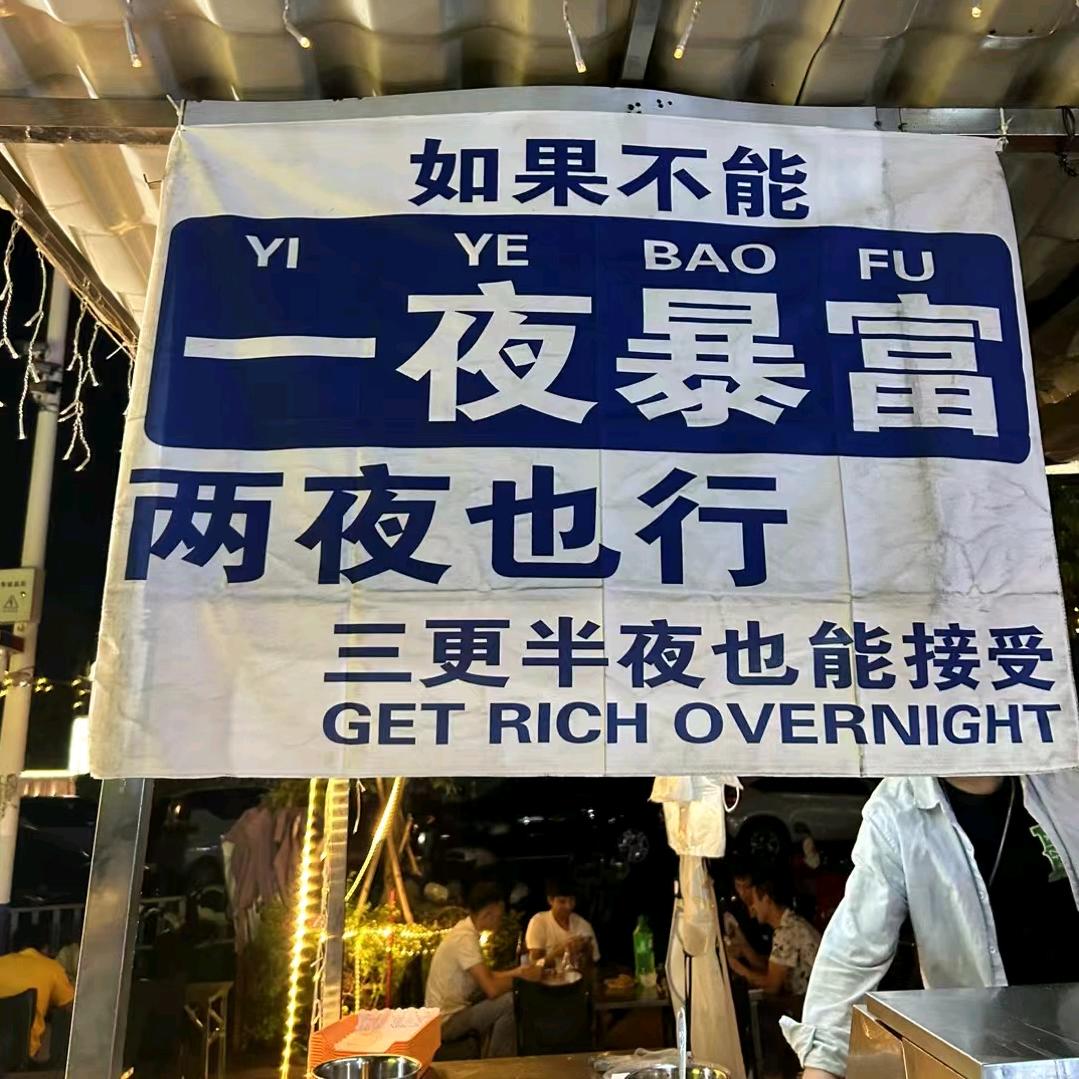 如果不能
YI YE BAO FU
一夜暴富
两夜也行
三更半夜也能接受
GET RICH OVERNIGHT